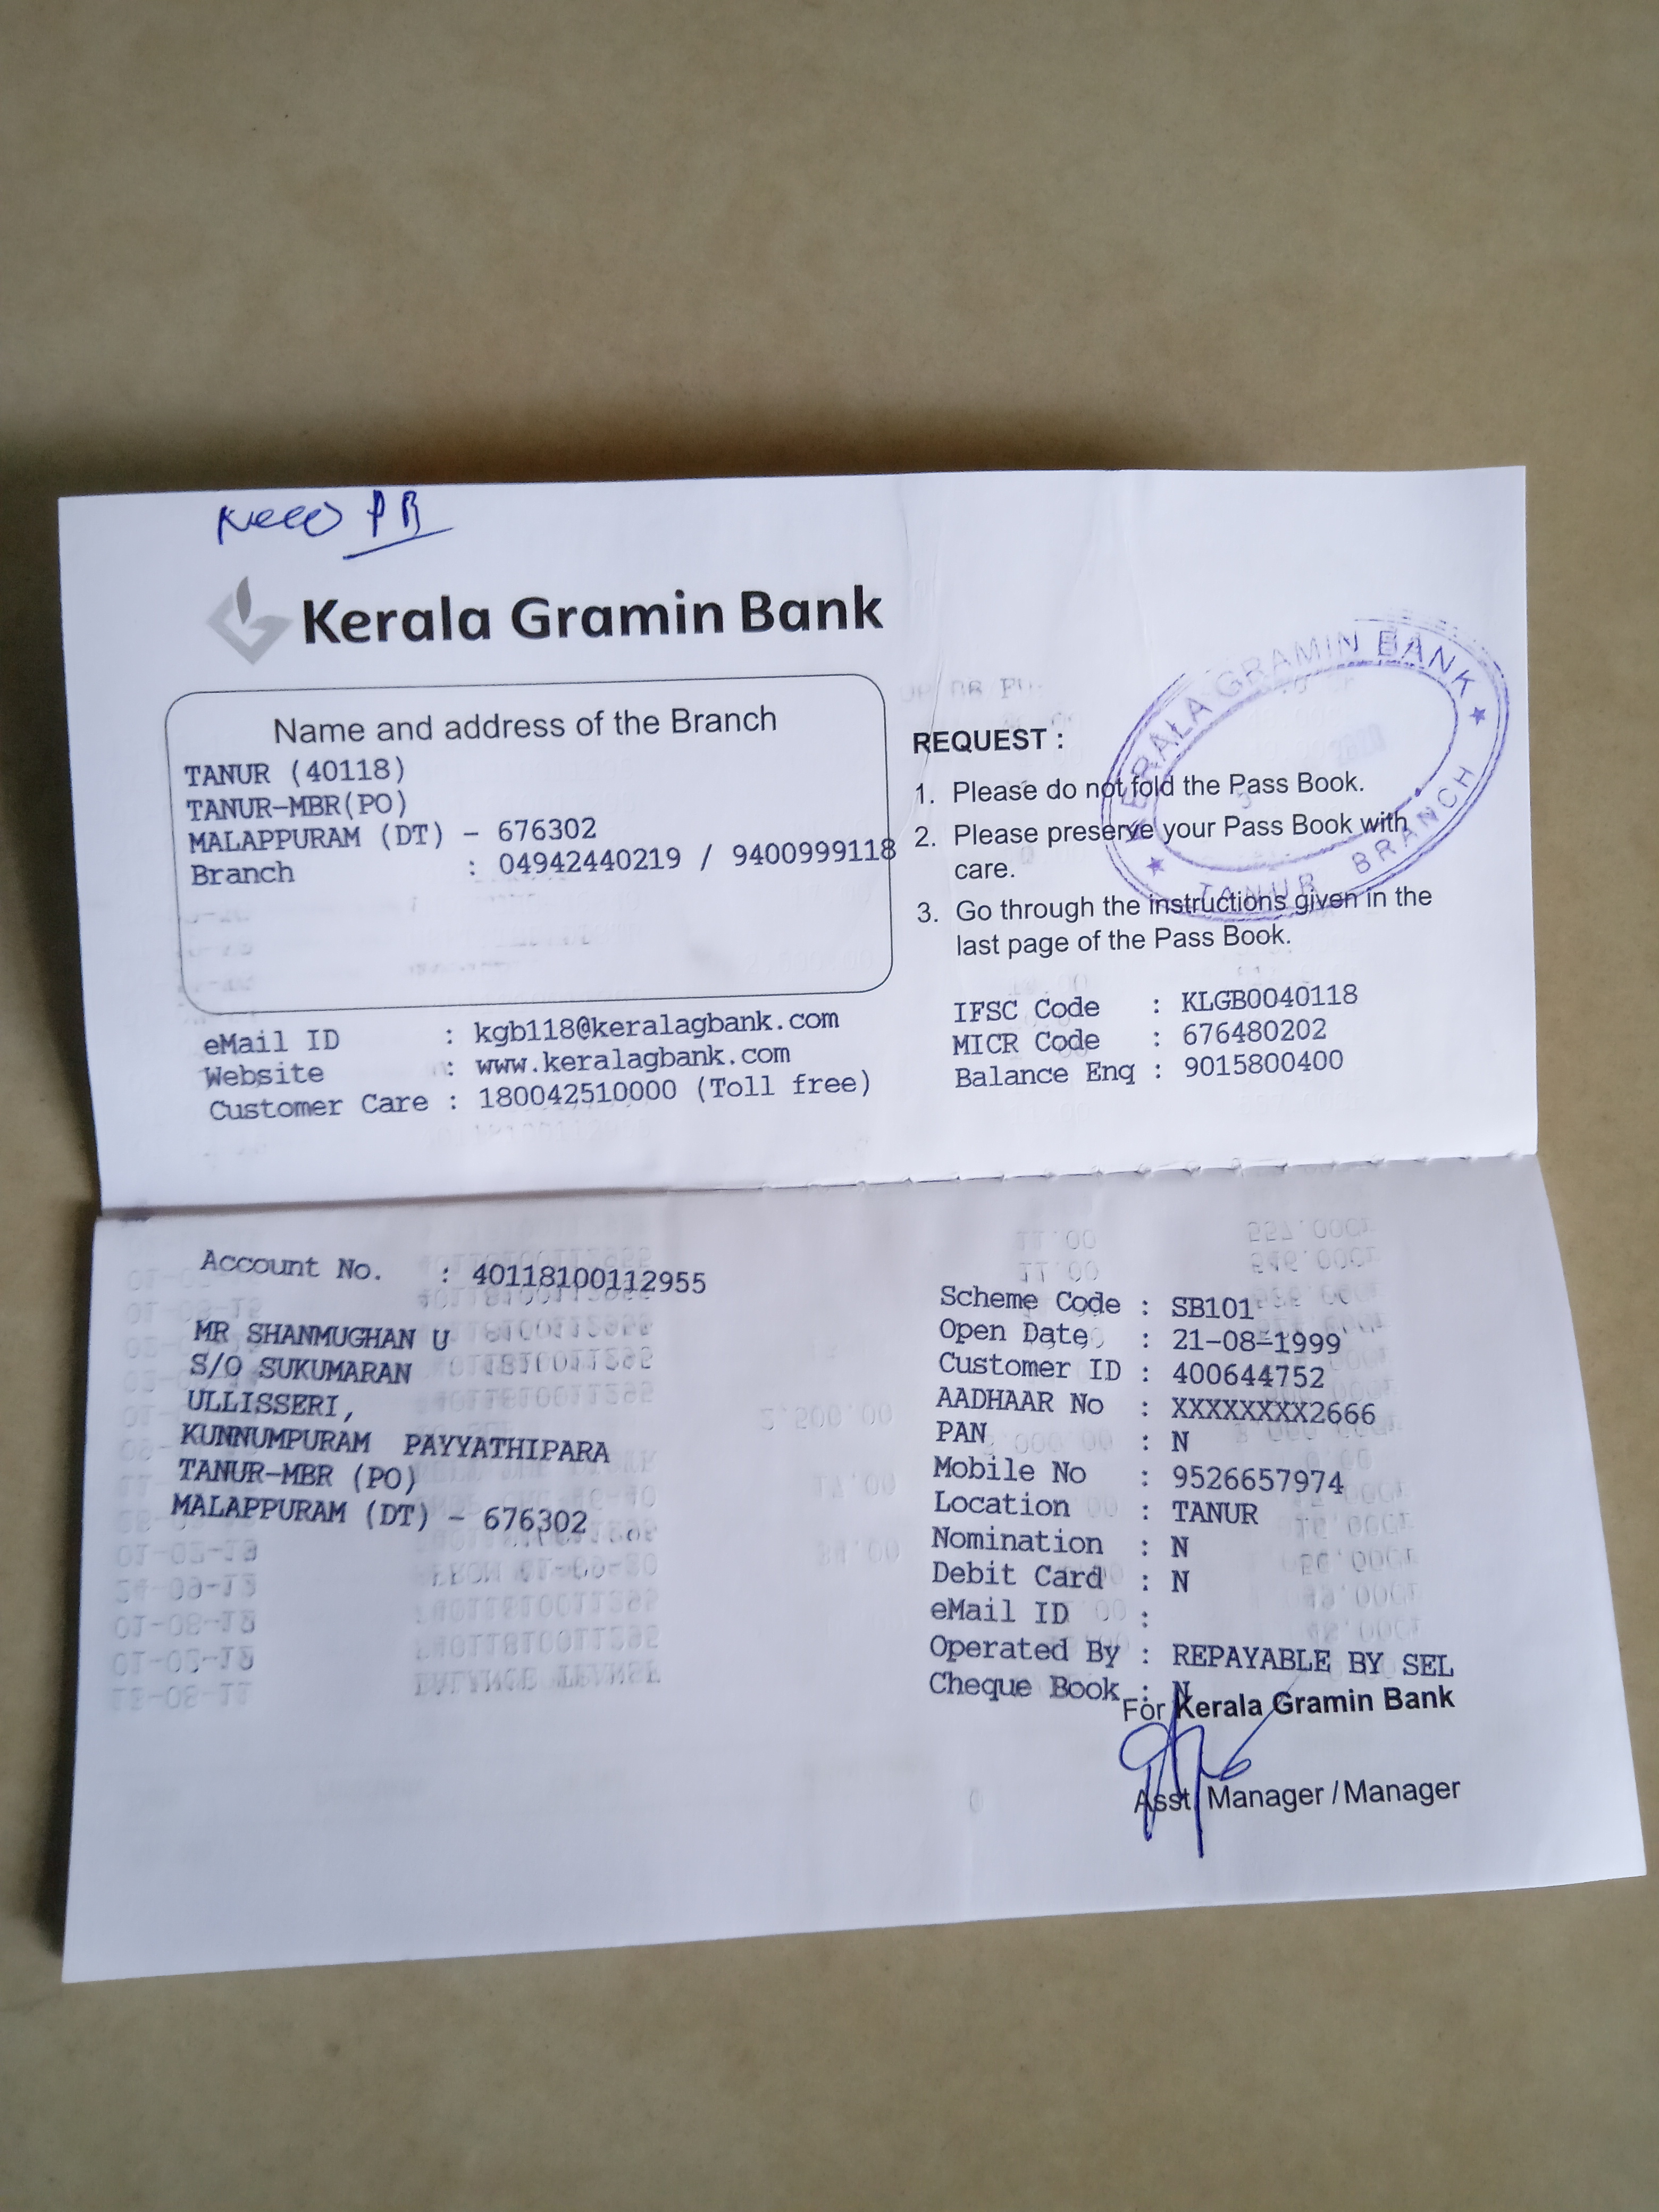 New PB
Kerala Gramin Bank
Name and address of the Branch
TANUR (40118)
TANUR-MBR(PO)
MALAPPURAM (DT) - 676302
Branch : 04942440219 / 9400999118
eMail ID : kgb118@keralagbank.com
Website : www.keralagbank.com
Customer Care : 180042510000 (Toll free)
KERALA GRAMIN BANK
TANUR BRANCH
REQUEST :
1. Please do not fold the Pass Book.
2. Please preserve your Pass Book with
care.
3. Go through the instructions given in the
last page of the Pass Book.
IFSC Code : KLGB0040118
MICR Code : 676480202
Balance Enq : 9015800400
Account No. : 40118100112955
MR SHANMUGHAN U
S/O SUKUMARAN
ULLISSERI,
KUNNUMPURAM PAYYATHIPARA
TANUR-MBR (PO)
MALAPPURAM (DT) - 676302
Scheme Code : SB101
Open Date : 21-08-1999
Customer ID : 400644752
AADHAAR No : XXXXXXXX2666
PAN : N
Mobile No : 9526657974
Location : TANUR
Nomination : N
Debit Card : N
eMail ID :
Operated By : REPAYABLE BY SEL
Cheque Book : N
For Kerala Gramin Bank
Asst. Manager / Manager